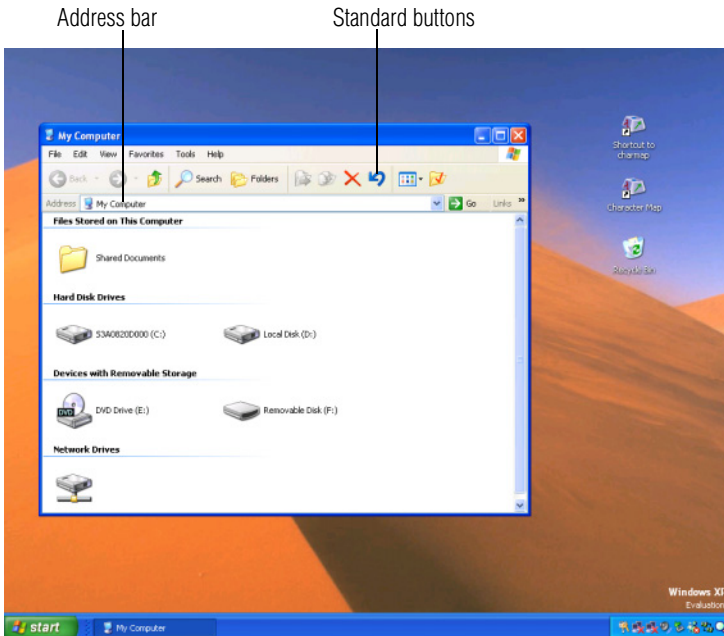 Address bar
Standard buttons
My Computer
File Edit View Favorites Tools Help
Back Search Folders
Address My Computer Go Links
Files Stored on This Computer
Shared Documents
Hard Disk Drives
S3A0820D000 (C:)
Local Disk (D:)
Devices with Removable Storage
DVD
DVD Drive (E:)
Removable Disk (F:)
Network Drives
Shortcut to
charmap
Character Map
Recycle Bin
Windows XP
Evaluation
start My Computer